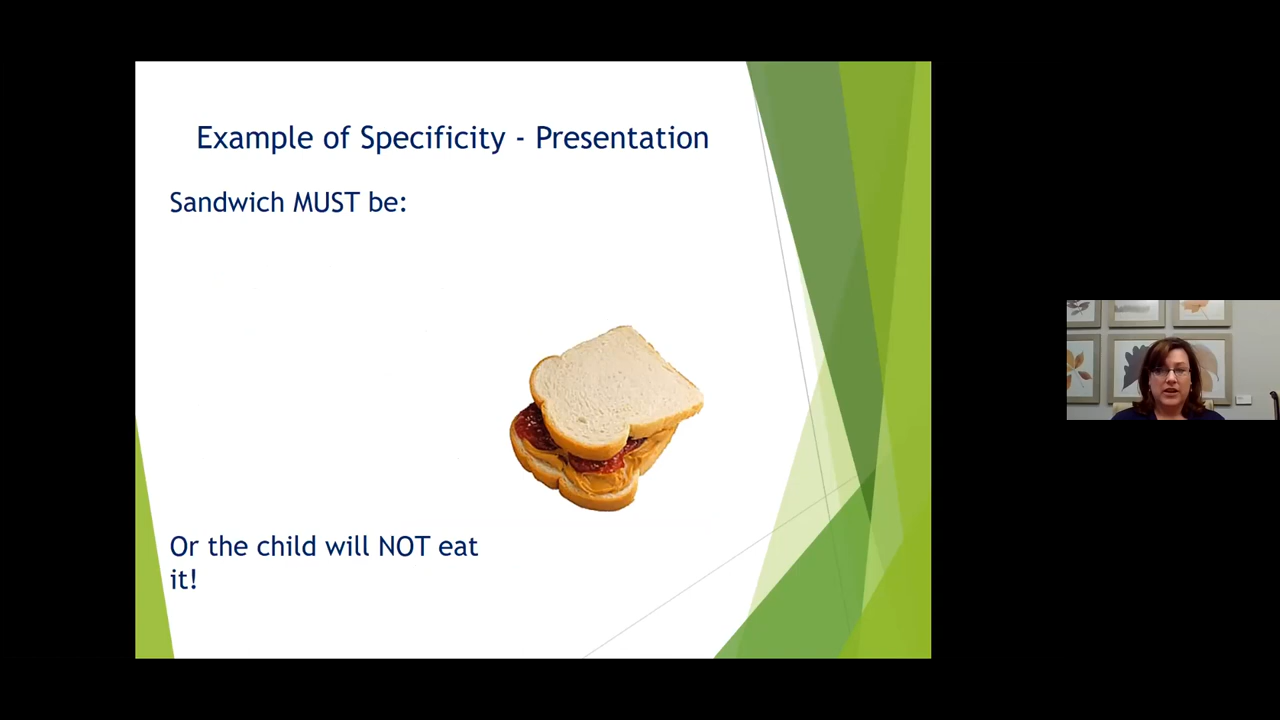 Example of Specificity - Presentation
Sandwich MUST be:
Or the child will NOT eat
it!